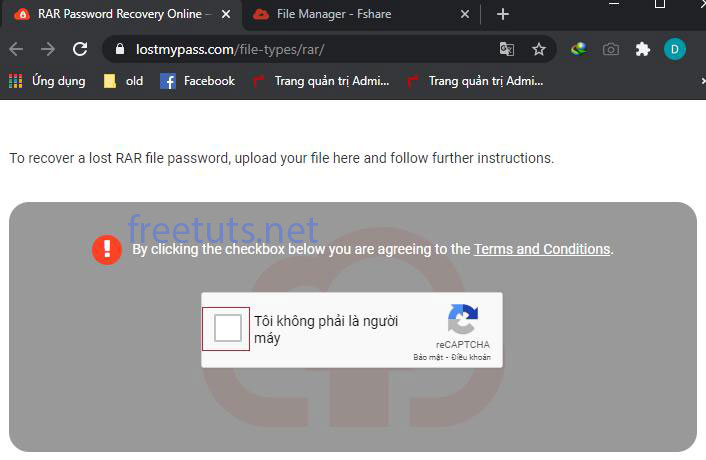 RAR Password Recovery Online –
File Manager - Fshare
lostmypass.com/file-types/rar/
D
Ứng dụng
old
Facebook
Trang quản trị Admi...
Trang quản trị Admi...
To recover a lost RAR file password, upload your file here and follow further instructions.
freetuts.net
By clicking the checkbox below you are agreeing to the Terms and Conditions.
Tôi không phải là người
máy
reCAPTCHA
Bảo mật - Điều khoản